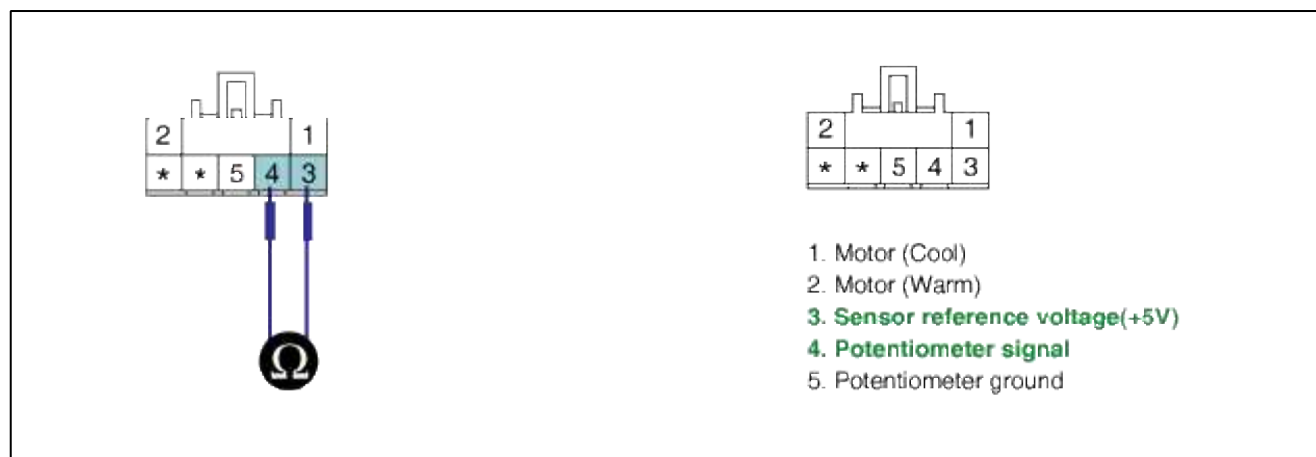 2 1
* * 5 4 3
Ω
2 1
* * 5 4 3
1. Motor (Cool)
2. Motor (Warm)
3. Sensor reference voltage(+5V)
4. Potentiometer signal
5. Potentiometer ground